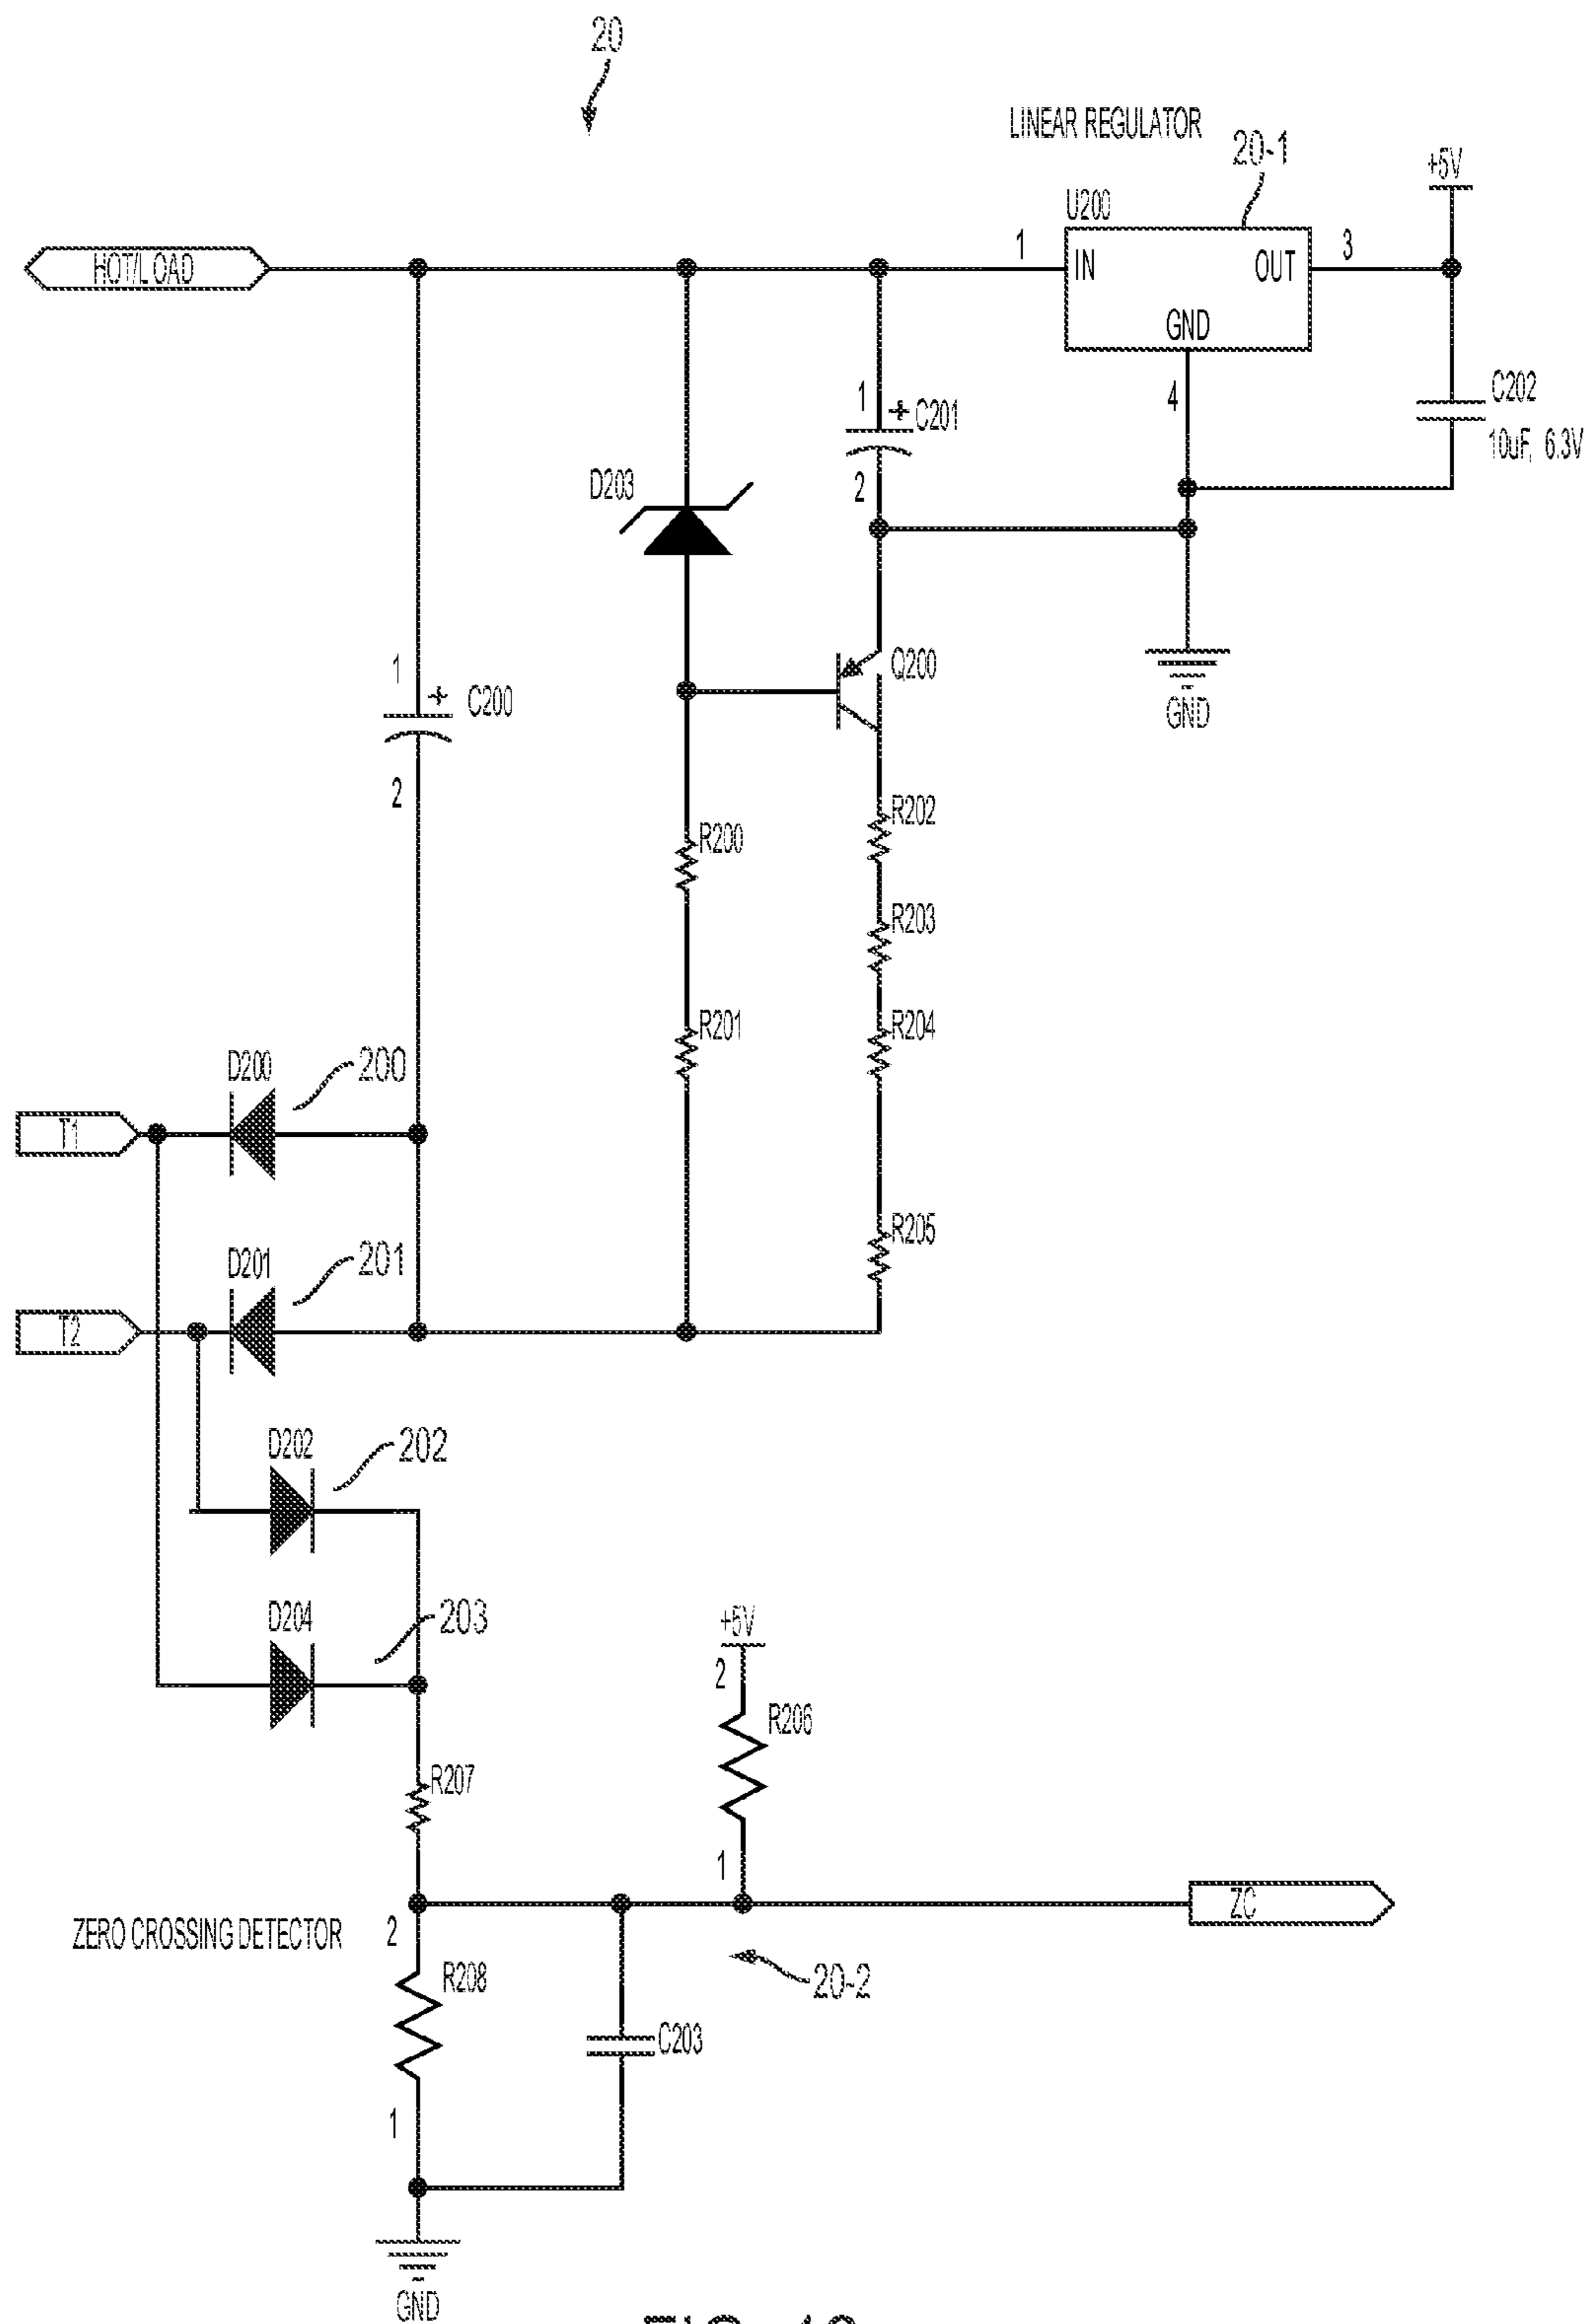 20
LINEAR REGULATOR
20-1
+5V
U200
HOT/LOAD
1
IN
OUT
3
GND
4
1
+
C201
2
C202
10uF, 6.3V
D203
Q200
GND
1
+
C200
2
R200
R202
R203
R201
R204
D200
200
T1
R205
D201
201
T2
D202
202
D204
203
+5V
2
R206
R207
1
ZC
ZERO CROSSING DETECTOR
2
R208
20-2
C203
1
GND